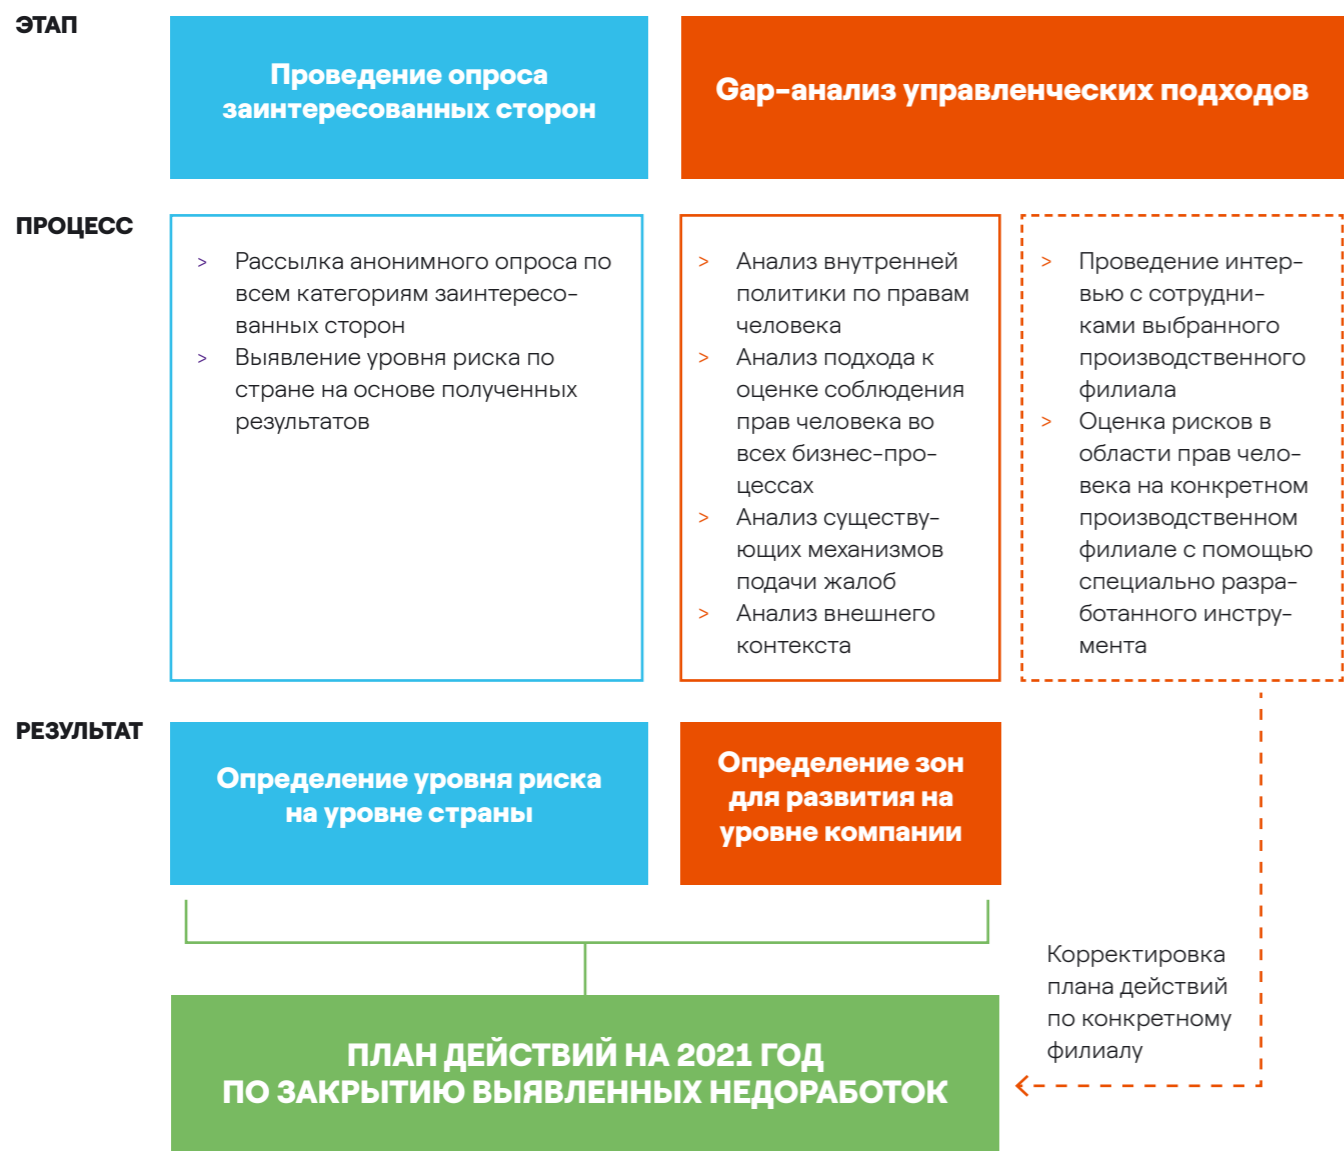 ЭТАП
Проведение опроса
заинтересованных сторон
Gap-анализ управленческих подходов
ПРОЦЕСС
> Рассылка анонимного опроса по
всем категориям заинтересо-
ванных сторон
> Выявление уровня риска по
стране на основе полученных
результатов
> Анализ внутренней
политики по правам
человека
> Анализ подхода к
оценке соблюдения
прав человека во
всех бизнес-про-
цессах
> Анализ существу-
ющих механизмов
подачи жалоб
> Анализ внешнего
контекста
> Проведение интер-
вью с сотрудни-
ками выбранного
производственного
филиала
> Оценка рисков в
области прав чело-
века на конкретном
производственном
филиале с помощью
специально разра-
ботанного инстру-
мента
РЕЗУЛЬТАТ
Определение уровня риска
на уровне страны
Определение зон
для развития на
уровне компании
Корректировка
плана действий
по конкретному
филиалу
ПЛАН ДЕЙСТВИЙ НА 2021 ГОД
ПО ЗАКРЫТИЮ ВЫЯВЛЕННЫХ НЕДОРАБОТОК